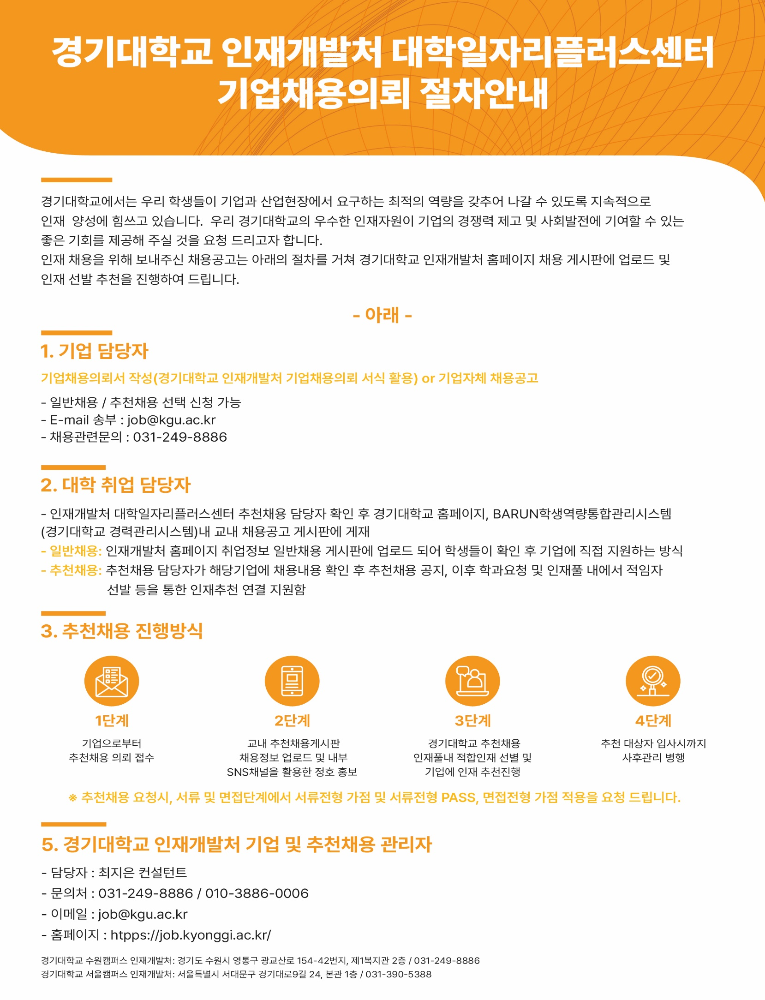 경기대학교 인재개발처 대학일자리플러스센터
기업채용의뢰 절차안내
경기대학교에서는 우리 학생들이 기업과 산업현장에서 요구하는 최적의 역량을 갖추어 나갈 수 있도록 지속적으로
인재 양성에 힘쓰고 있습니다. 우리 경기대학교의 우수한 인재자원이 기업의 경쟁력 제고 및 사회발전에 기여할 수 있는
좋은 기회를 제공해 주실 것을 요청 드리고자 합니다.
인재 채용을 위해 보내주신 채용공고는 아래의 절차를 거쳐 경기대학교 인재개발처 홈페이지 채용 게시판에 업로드 및
인재 선발 추천을 진행하여 드립니다.
- 아래 -
1. 기업 담당자
기업채용의뢰서 작성(경기대학교 인재개발처 기업채용의뢰 서식 활용) or 기업자체 채용공고
- 일반채용 / 추천채용 선택 신청 가능
- E-mail 송부 : job@kgu.ac.kr
- 채용관련문의 : 031-249-8886
2. 대학 취업 담당자
- 인재개발처 대학일자리플러스센터 추천채용 담당자 확인 후 경기대학교 홈페이지, BARUN학생역량통합관리시스템
(경기대학교 경력관리시스템)내 교내 채용공고 게시판에 게재
- 일반채용: 인재개발처 홈페이지 취업정보 일반채용 게시판에 업로드 되어 학생들이 확인 후 기업에 직접 지원하는 방식
- 추천채용: 추천채용 담당자가 해당기업에 채용내용 확인 후 추천채용 공지, 이후 학과요청 및 인재풀 내에서 적임자
선발 등을 통한 인재추천 연결 지원함
3. 추천채용 진행방식
1단계
기업으로부터
추천채용 의뢰 접수
2단계
교내 추천채용게시판
채용정보 업로드 및 내부
SNS채널을 활용한 정호 홍보
3단계
경기대학교 추천채용
인재풀내 적합인재 선별 및
기업에 인재 추천진행
4단계
추천 대상자 입사시까지
사후관리 병행
※ 추천채용 요청시, 서류 및 면접단계에서 서류전형 가점 및 서류전형 PASS, 면접전형 가점 적용을 요청 드립니다.
5. 경기대학교 인재개발처 기업 및 추천채용 관리자
- 담당자 : 최지은 컨설턴트
- 문의처 : 031-249-8886 / 010-3886-0006
- 이메일 : job@kgu.ac.kr
- 홈페이지 : htpps://job.kyonggi.ac.kr/
경기대학교 수원캠퍼스 인재개발처: 경기도 수원시 영통구 광교산로 154-42번지, 제1복지관 2층 / 031-249-8886
경기대학교 서울캠퍼스 인재개발처: 서울특별시 서대문구 경기대로9길 24, 본관 1층 / 031-390-5388